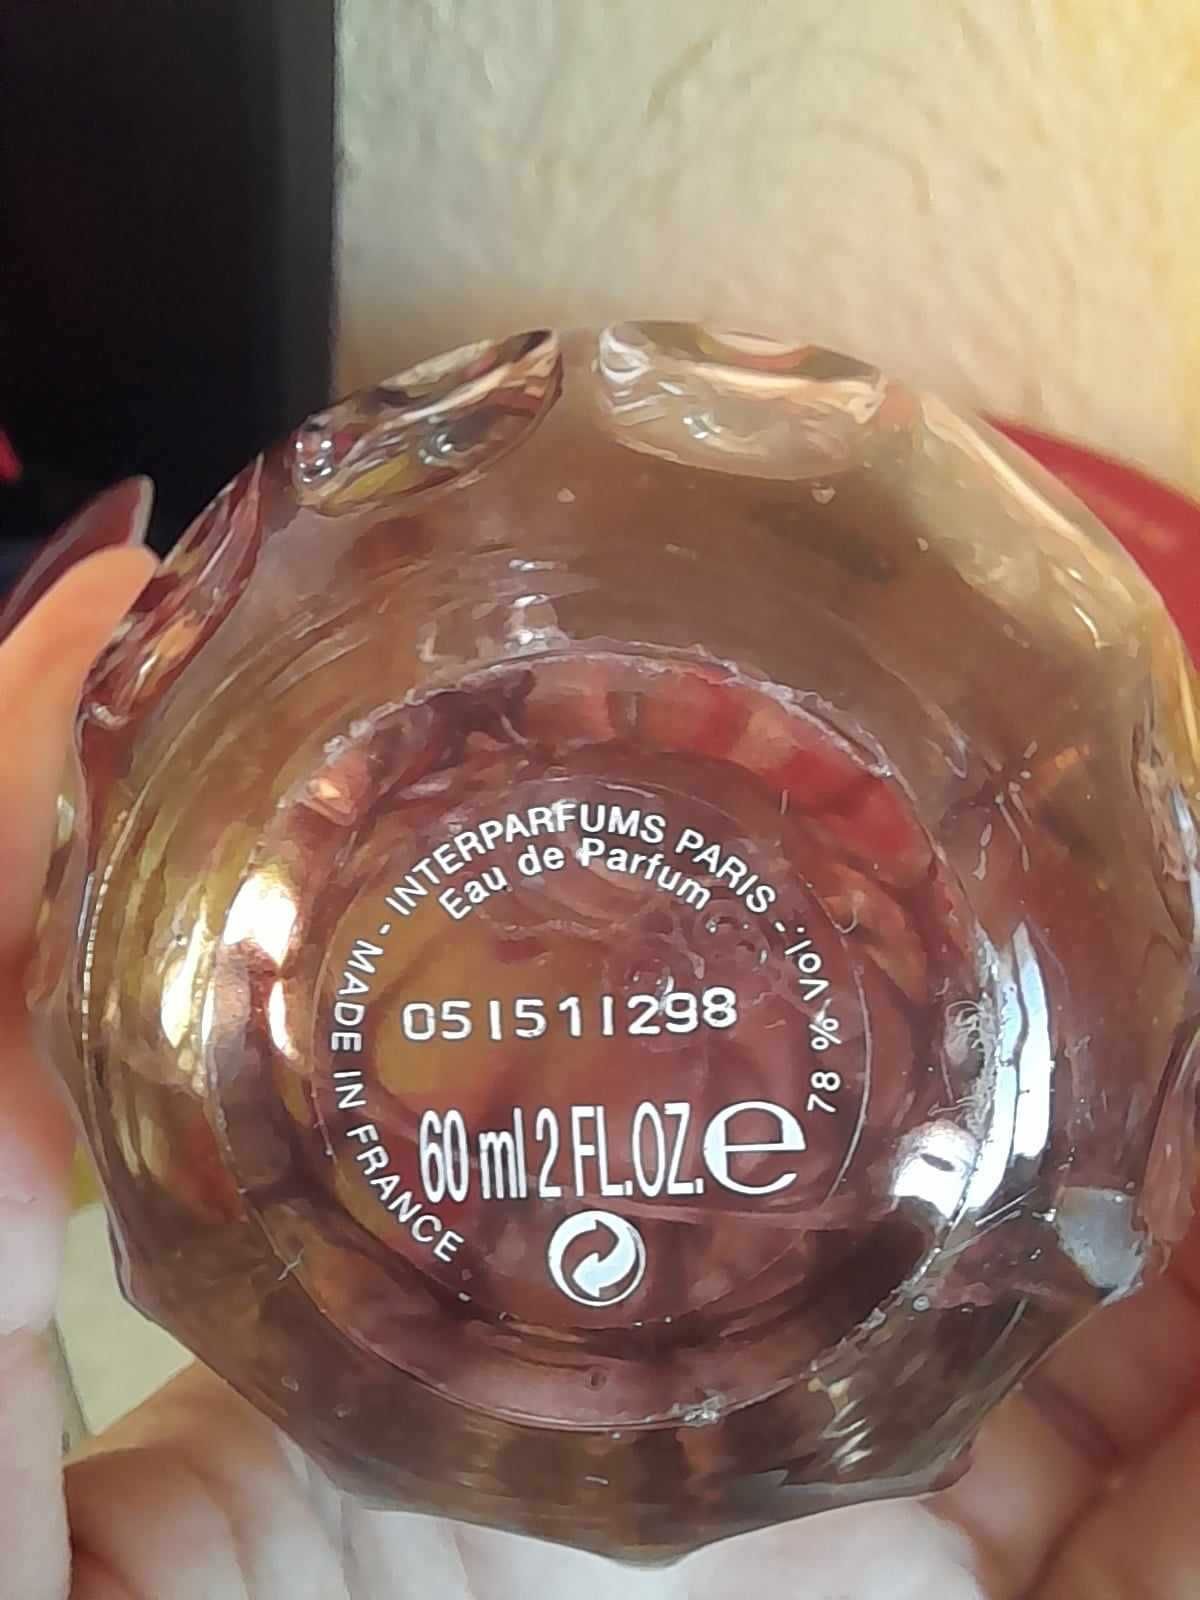 MADE IN FRANCE - INTERPARFUMS PARIS - 78 % Vol.
Eau de Parfum
051511298
60 ml 2 FL.OZ. e